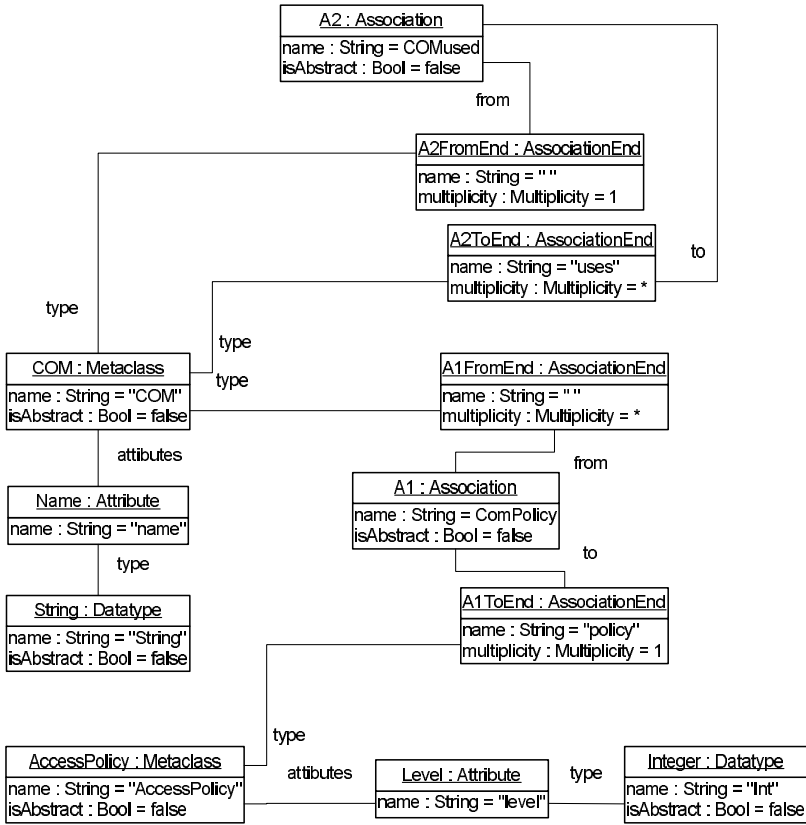 A2 : Association
name : String = COMused
isAbstract : Bool = false
from
A2FromEnd : AssociationEnd
name : String = " "
multiplicity : Multiplicity = 1
A2ToEnd : AssociationEnd
name : String = "uses"
multiplicity : Multiplicity = *
to
type
type
type
COM : Metaclass
name : String = "COM"
isAbstract : Bool = false
A1FromEnd : AssociationEnd
name : String = " "
multiplicity : Multiplicity = *
attibutes
from
Name : Attribute
name : String = "name"
A1 : Association
name : String = ComPolicy
isAbstract : Bool = false
type
to
String : Datatype
name : String = "String"
isAbstract : Bool = false
A1ToEnd : AssociationEnd
name : String = "policy"
multiplicity : Multiplicity = 1
type
AccessPolicy : Metaclass
name : String = "AccessPolicy"
isAbstract : Bool = false
attibutes
Level : Attribute
name : String = "level"
type
Integer : Datatype
name : String = "Int"
isAbstract : Bool = false